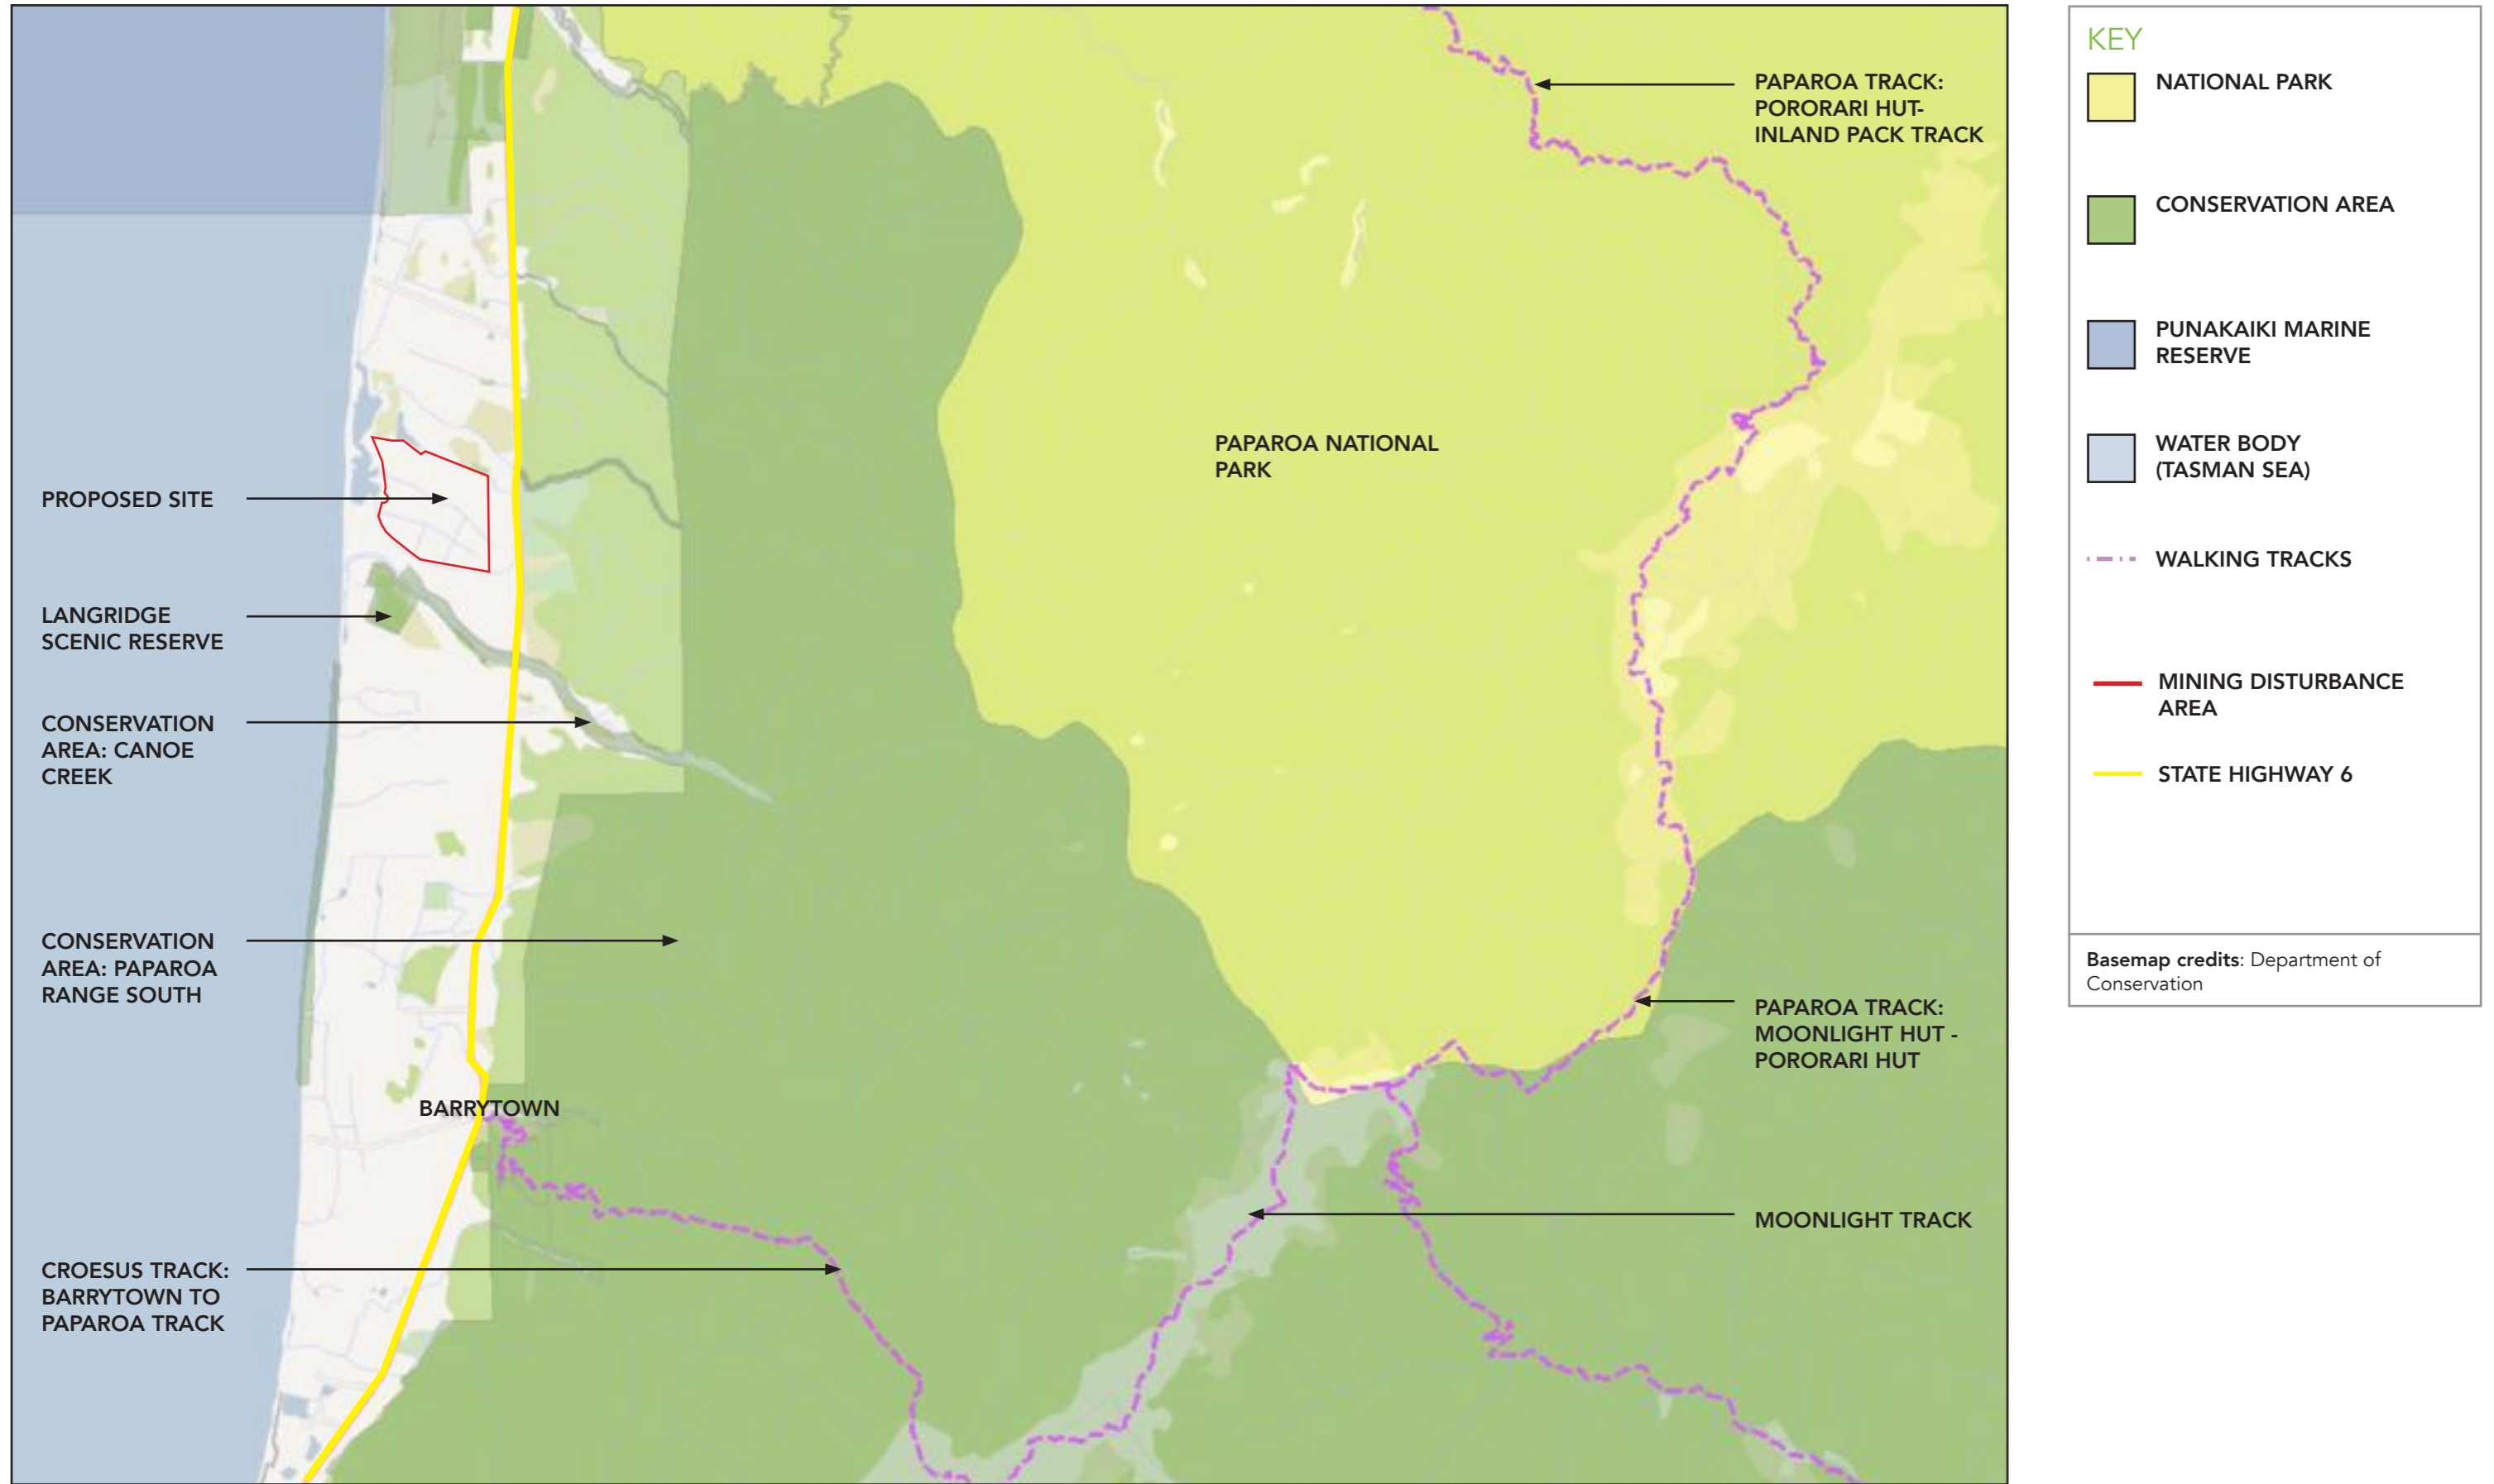 PROPOSED SITE
LANGRIDGE
SCENIC RESERVE
CONSERVATION
AREA: CANOE
CREEK
CONSERVATION
AREA: PAPAROA
RANGE SOUTH
BARRYTOWN
CROESUS TRACK:
BARRYTOWN TO
PAPAROA TRACK
PAPAROA NATIONAL
PARK
PAPAROA TRACK:
PORORARI HUT-
INLAND PACK TRACK
PAPAROA TRACK:
MOONLIGHT HUT -
PORORARI HUT
MOONLIGHT TRACK
KEY
NATIONAL PARK
CONSERVATION AREA
PUNAKAIKI MARINE
RESERVE
WATER BODY
(TASMAN SEA)
WALKING TRACKS
MINING DISTURBANCE
AREA
STATE HIGHWAY 6
Basemap credits: Department of
Conservation